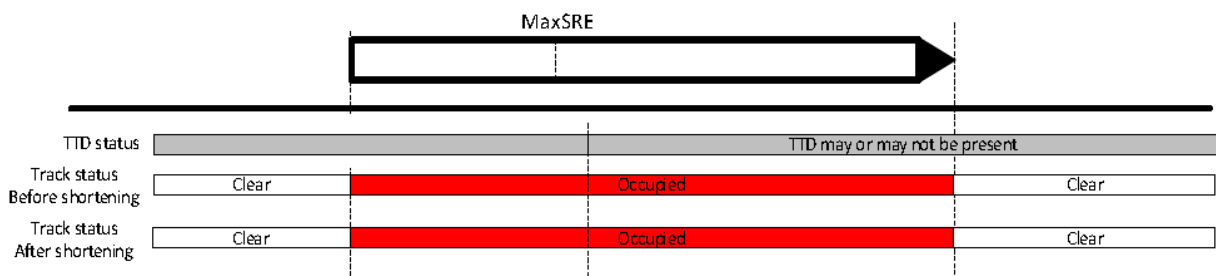 MaxSRE
TTD status
TTD may or may not be present
Track status
Before shortening
Clear
Occupied
Clear
Track status
After shortening
Clear
Occupied
Clear